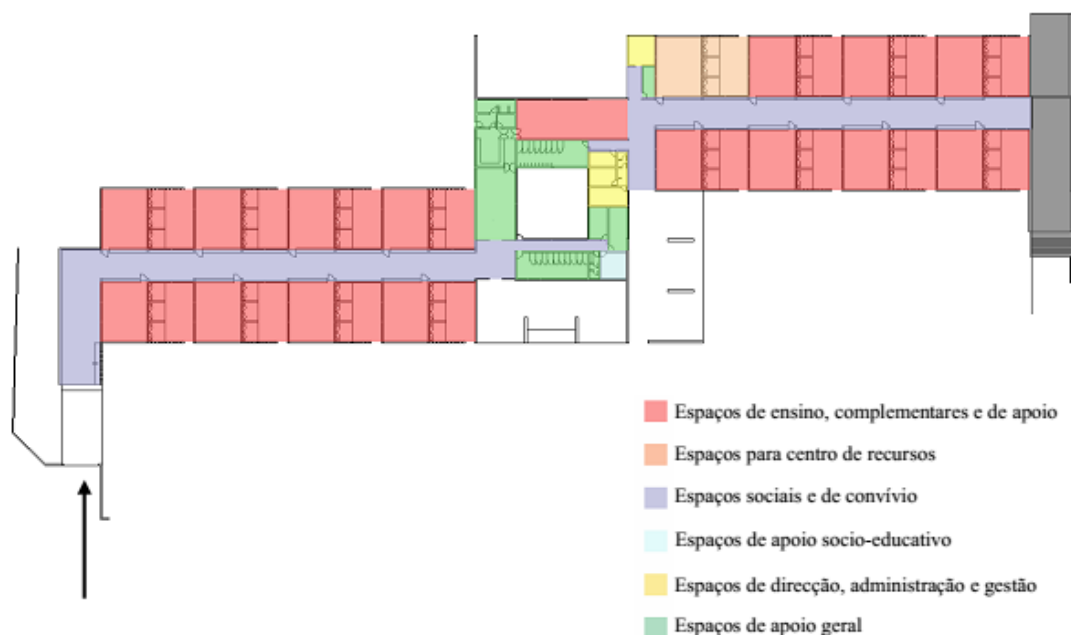 Espaços de ensino, complementares e de apoio
Espaços para centro de recursos
Espaços sociais e de convívio
Espaços de apoio socio-educativo
Espaços de direcção, administração e gestão
Espaços de apoio geral